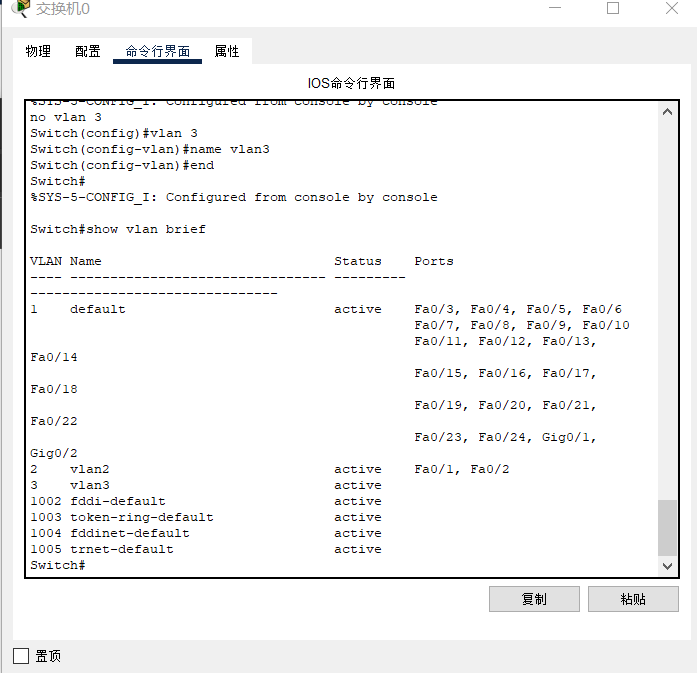 交换机0
物理 配置 命令行界面 属性
IOS命令行界面
%SYS-5-CONFIG_I: Configured from console by console
no vlan 3
Switch(config)#vlan 3
Switch(config-vlan)#name vlan3
Switch(config-vlan)#end
Switch#
%SYS-5-CONFIG_I: Configured from console by console
Switch#show vlan brief
VLAN Name                             Status    Ports
---- -------------------------------- ---------
-------------------------------
1    default                          active    Fa0/3, Fa0/4, Fa0/5, Fa0/6
                                                Fa0/7, Fa0/8, Fa0/9, Fa0/10
                                                Fa0/11, Fa0/12, Fa0/13,
Fa0/14
                                                Fa0/15, Fa0/16, Fa0/17,
Fa0/18
                                                Fa0/19, Fa0/20, Fa0/21,
Fa0/22
                                                Fa0/23, Fa0/24, Gig0/1,
Gig0/2
2    vlan2                            active    Fa0/1, Fa0/2
3    vlan3                            active
1002 fddi-default                     active
1003 token-ring-default               active
1004 fddinet-default                  active
1005 trnet-default                    active
Switch#
复制 粘贴
置顶